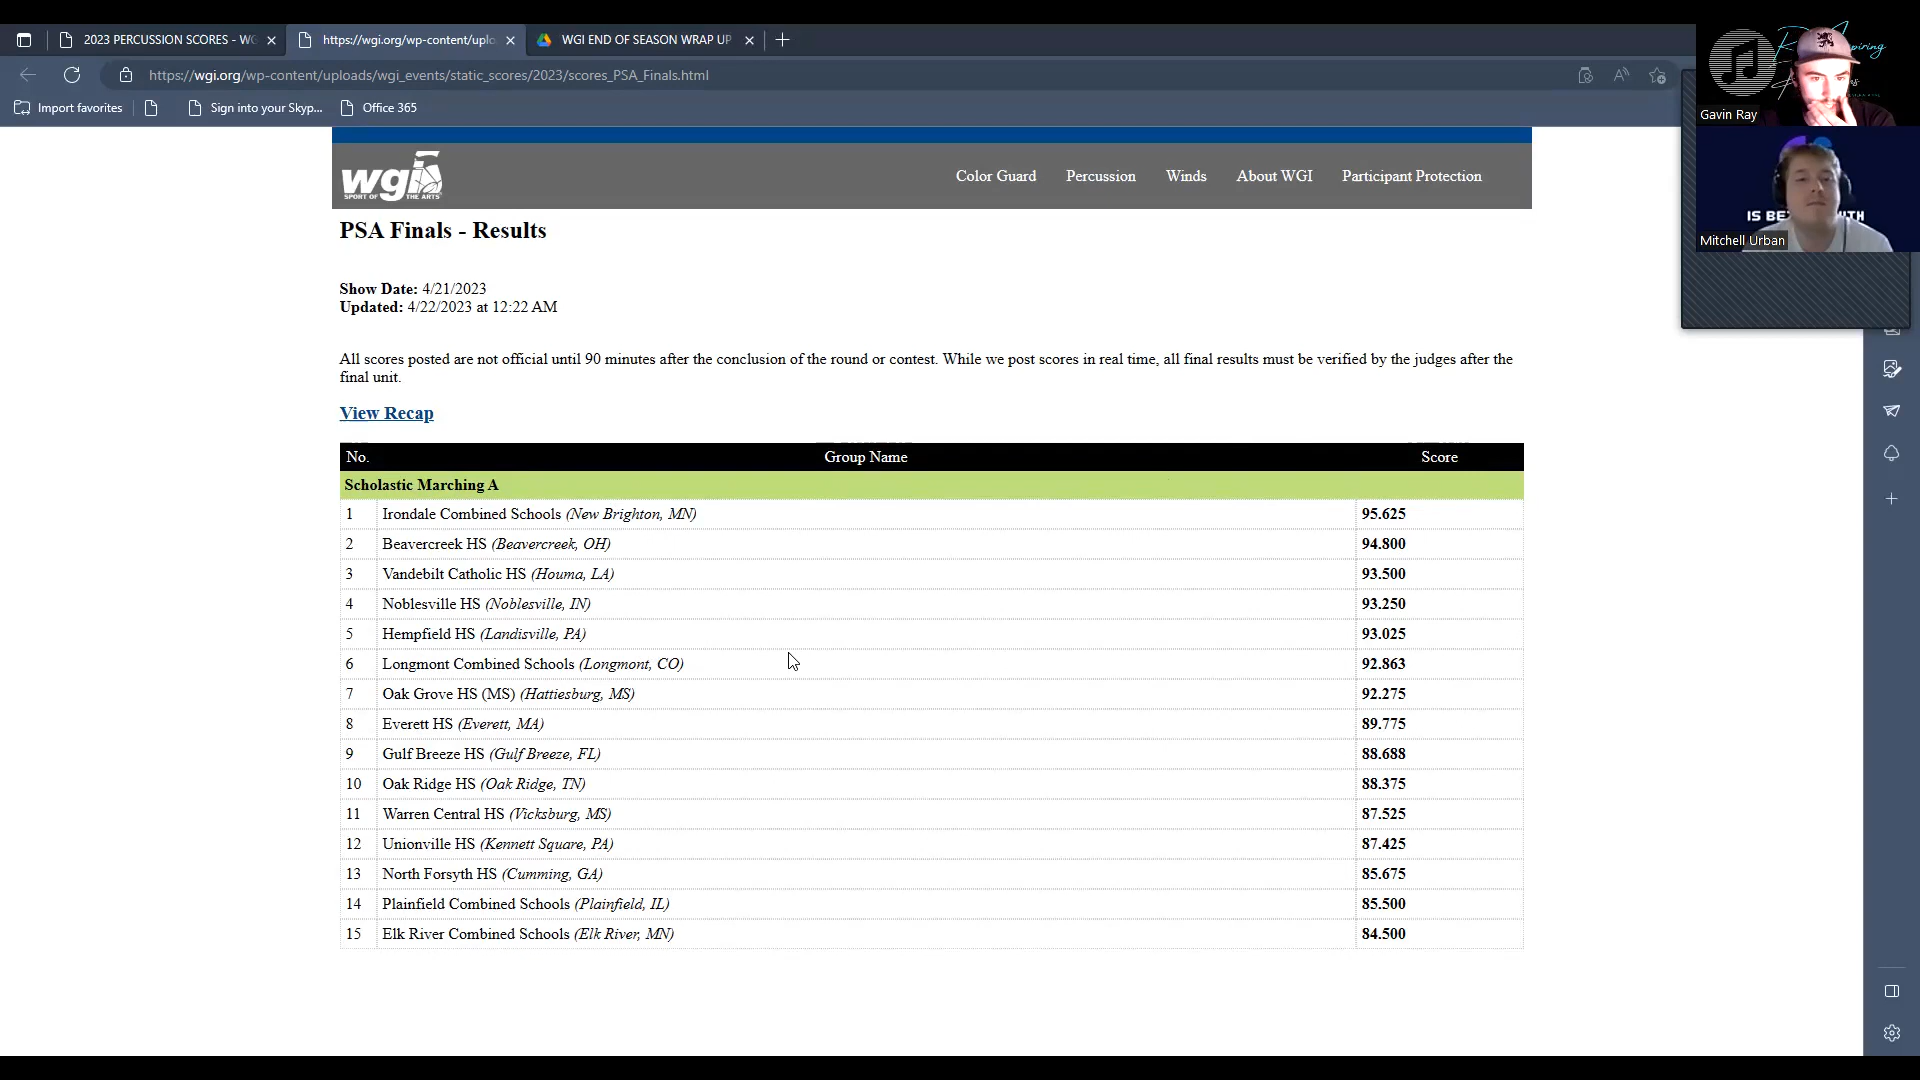 2023 PERCUSSION SCORES - WG
https://wgi.org/wp-content/uplo
WGI END OF SEASON WRAP UP
https://wgi.org/wp-content/uploads/wgi_events/static_scores/2023/scores_PSA_Finals.html
Import favorites
Sign into your Skyp...
Office 365
Gavin Ray
IS BE
TH
Mitchell Urban
wgi
SPORT OF THE ARTS
Color Guard Percussion Winds About WGI Participant Protection
PSA Finals - Results
Show Date: 4/21/2023
Updated: 4/22/2023 at 12:22 AM
All scores posted are not official until 90 minutes after the conclusion of the round or contest. While we post scores in real time, all final results must be verified by the judges after the
final unit.
View Recap
No. Group Name Score
Scholastic Marching A
1 Irondale Combined Schools (New Brighton, MN) 95.625
2 Beavercreek HS (Beavercreek, OH) 94.800
3 Vandebilt Catholic HS (Houma, LA) 93.500
4 Noblesville HS (Noblesville, IN) 93.250
5 Hempfield HS (Landisville, PA) 93.025
6 Longmont Combined Schools (Longmont, CO) 92.863
7 Oak Grove HS (MS) (Hattiesburg, MS) 92.275
8 Everett HS (Everett, MA) 89.775
9 Gulf Breeze HS (Gulf Breeze, FL) 88.688
10 Oak Ridge HS (Oak Ridge, TN) 88.375
11 Warren Central HS (Vicksburg, MS) 87.525
12 Unionville HS (Kennett Square, PA) 87.425
13 North Forsyth HS (Cumming, GA) 85.675
14 Plainfield Combined Schools (Plainfield, IL) 85.500
15 Elk River Combined Schools (Elk River, MN) 84.500